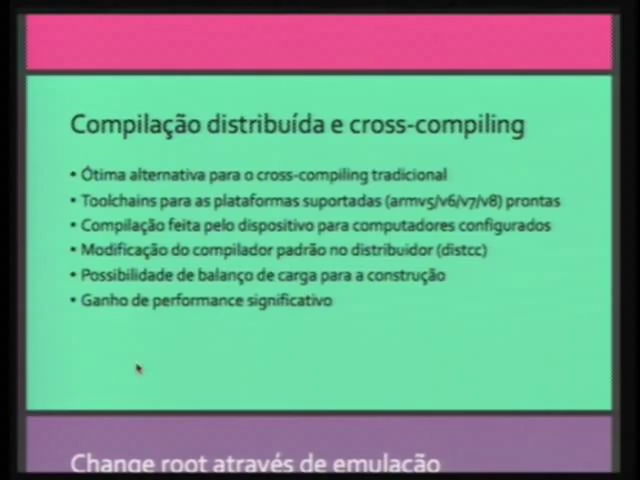 Compilação distribuída e cross-compiling
• Ótima alternativa para o cross-compiling tradicional
• Toolchains para as plataformas suportadas (armv5/v6/v7/v8) prontas
• Compilação feita pelo dispositivo para computadores configurados
• Modificação do compilador padrão no distribuidor (distcc)
• Possibilidade de balanço de carga para a construção
• Ganho de performance significativo
Change root através de emulação